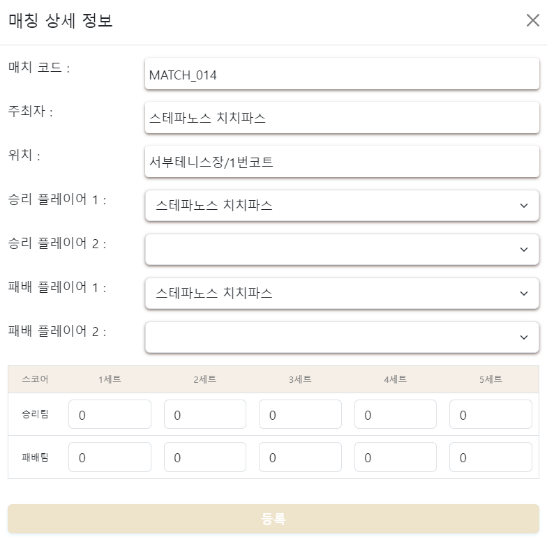 매칭 상세 정보
매치 코드 : MATCH_014
주최자 : 스테파노스 치치파스
위치 : 서부테니스장/1번코트
승리 플레이어 1 : 스테파노스 치치파스
승리 플레이어 2 :
패배 플레이어 1 : 스테파노스 치치파스
패배 플레이어 2 :
스코어 1세트 2세트 3세트 4세트 5세트
승리팀 0 0 0 0 0
패배팀 0 0 0 0 0
등록